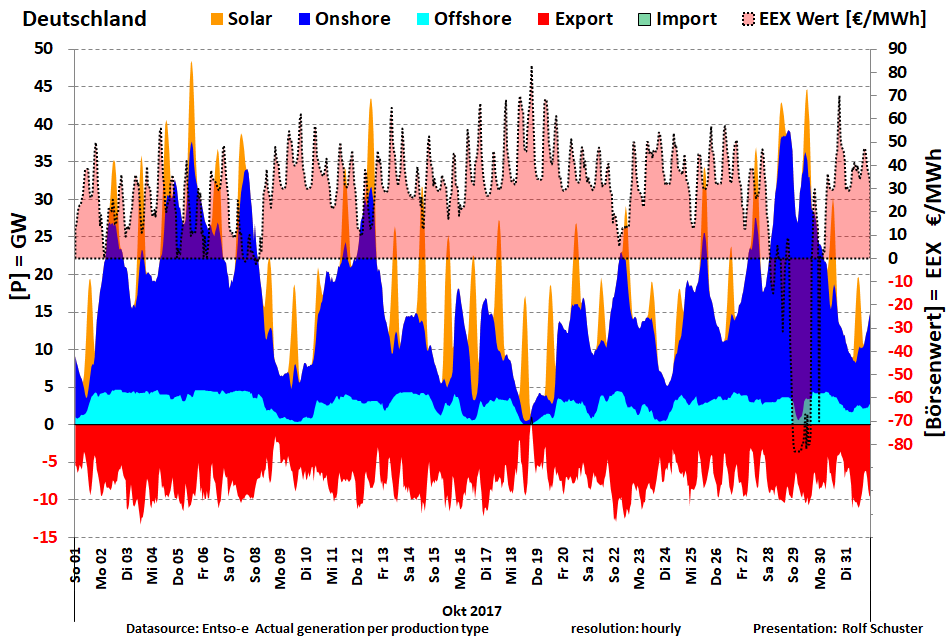 Deutschland
Solar Onshore Offshore Export Import EEX Wert [€/MWh]
50 90
45 80
40 70
35 60
30 50
25 40
20 30
15 20
10 10
5 0
0 -10
-5 -20
-10 -30
-15 -40
-50
-60
-70
-80
[P] = GW
[Börsenwert] = EEX €/MWh
So 01
Mo 02
Di 03
Mi 04
Do 05
Fr 06
Sa 07
So 08
Mo 09
Di 10
Mi 11
Do 12
Fr 13
Sa 14
So 15
Mo 16
Di 17
Mi 18
Do 19
Fr 20
Sa 21
So 22
Mo 23
Di 24
Mi 25
Do 26
Fr 27
Sa 28
So 29
Mo 30
Di 31
Okt 2017
Datasource: Entso-e Actual generation per production type resolution: hourly Presentation: Rolf Schuster